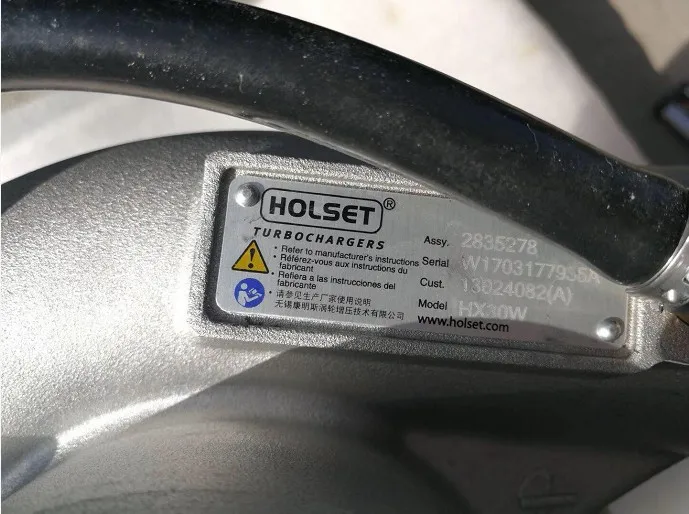 HOLSET®
TURBOCHARGERS
• Refer to manufacturer's instructions
• Référez-vous aux instructions du
fabricant
• Refiera a las instrucciones del
fabricante
• 请参见生产厂家使用说明
无锡康明斯涡轮增压技术有限公司
Assy. 2835278
Serial
Cust. 13024082(A)
Model HX30W
www.holset.com